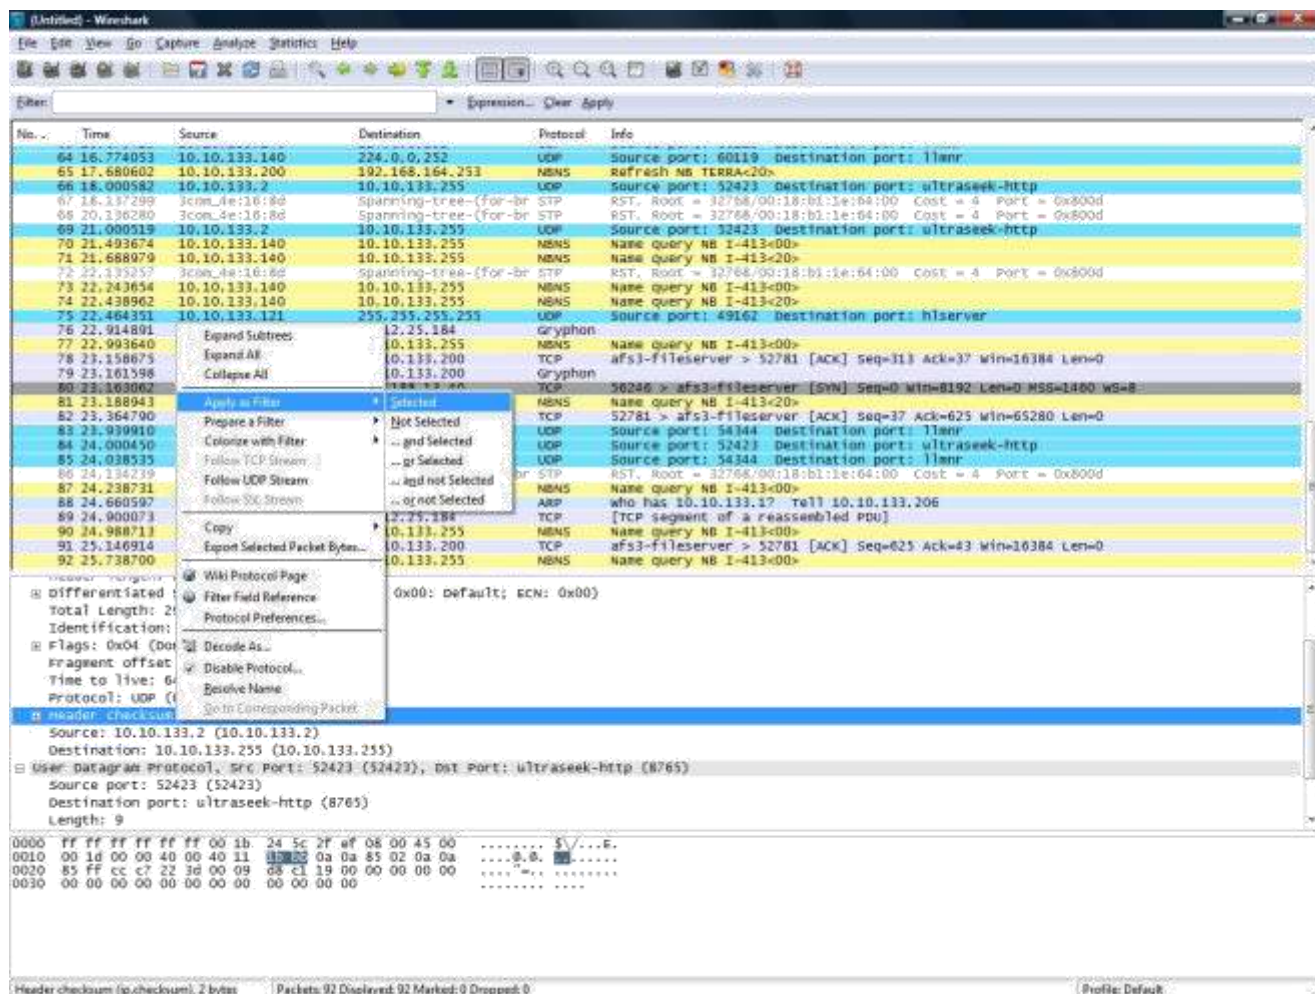 (Untitled) - Wireshark
File Edit View Go Capture Analyze Statistics Help
Filter: Expression... Clear Apply
No. . Time Source Destination Protocol Info
64 16.774053 10.10.133.140 224.0.0.252 UDP Source port: 60119 Destination port: llmnr
65 17.680602 10.10.133.200 192.168.164.253 NBNS Refresh NB TERRA<20>
66 18.000582 10.10.133.2 10.10.133.255 UDP Source port: 52423 Destination port: ultraseek-http
67 18.137299 3com_4e:16:8d Spanning-tree-(for-br STP RST. Root = 32768/00:18:b1:1e:64:00 Cost = 4 Port = 0x800d
68 20.136280 3com_4e:16:8d Spanning-tree-(for-br STP RST. Root = 32768/00:18:b1:1e:64:00 Cost = 4 Port = 0x800d
69 21.000519 10.10.133.2 10.10.133.255 UDP Source port: 52423 Destination port: ultraseek-http
70 21.493674 10.10.133.140 10.10.133.255 NBNS Name query NB I-413<00>
71 21.688979 10.10.133.140 10.10.133.255 NBNS Name query NB I-413<20>
72 22.135257 3com_4e:16:8d Spanning-tree-(for-br STP RST. Root = 32768/00:18:b1:1e:64:00 Cost = 4 Port = 0x800d
73 22.243654 10.10.133.140 10.10.133.255 NBNS Name query NB I-413<00>
74 22.438962 10.10.133.140 10.10.133.255 NBNS Name query NB I-413<20>
75 22.464351 10.10.133.121 255.255.255.255 UDP Source port: 49162 Destination port: hlserver
76 22.914891 12.25.184 Gryphon
77 22.993640 10.133.255 NBNS Name query NB I-413<00>
78 23.158675 10.133.200 TCP afs3-fileserver > 52781 [ACK] Seq=313 Ack=37 Win=16384 Len=0
79 23.161598 10.133.200 Gryphon
80 23.163062 TCP 56246 > afs3-fileserver [SYN] Seq=0 Win=8192 Len=0 MSS=1460 WS=8
81 23.188943 NBNS Name query NB I-413<20>
82 23.364790 TCP 52781 > afs3-fileserver [ACK] Seq=37 Ack=625 Win=65280 Len=0
83 23.939910 UDP Source port: 54344 Destination port: llmnr
84 24.000450 UDP Source port: 52423 Destination port: ultraseek-http
85 24.038535 UDP Source port: 54344 Destination port: llmnr
86 24.134239 br STP RST. Root = 32768/00:18:b1:1e:64:00 Cost = 4 Port = 0x800d
87 24.238731 NBNS Name query NB I-413<00>
88 24.660597 ARP who has 10.10.133.1? Tell 10.10.133.206
89 24.900073 12.25.184 TCP [TCP segment of a reassembled PDU]
90 24.988713 10.133.255 NBNS Name query NB I-413<00>
91 25.146914 10.133.200 TCP afs3-fileserver > 52781 [ACK] Seq=625 Ack=43 Win=16384 Len=0
92 25.738700 10.133.255 NBNS Name query NB I-413<00>
Expand Subtrees
Expand All
Collapse All
Apply as Filter
Prepare a Filter
Colorize with Filter
Follow TCP Stream
Follow UDP Stream
Follow SSL Stream
Copy
Export Selected Packet Bytes...
Wiki Protocol Page
Filter Field Reference
Protocol Preferences...
Decode As...
Disable Protocol...
Resolve Name
Go to Corresponding Packet
Selected
Not Selected
... and Selected
... or Selected
... and not Selected
... or not Selected
Differentiated 0x00: Default; ECN: 0x00)
Total Length: 2
Identification:
Flags: 0x04 (Do
Fragment offset
Time to live: 6
Protocol: UDP (
Header checksum
Source: 10.10.133.2 (10.10.133.2)
Destination: 10.10.133.255 (10.10.133.255)
User Datagram Protocol, Src Port: 52423 (52423), Dst Port: ultraseek-http (8765)
Source port: 52423 (52423)
Destination port: ultraseek-http (8765)
Length: 9
0000 ff ff ff ff ff ff 00 1b 24 5c 2f ef 08 00 45 00 ........ $\/...E.
0010 00 1d 00 00 40 00 40 11 1b b0 0a 0a 85 02 0a 0a ....@.@. ........
0020 85 ff cc c7 22 3d 00 09 d8 c1 19 00 00 00 00 00 ...."=.. ........
0030 00 00 00 00 00 00 00 00 00 00 00 00 ........ ....
Header checksum (ip.checksum), 2 bytes Packets: 92 Displayed: 92 Marked: 0 Dropped: 0 Profile: Default